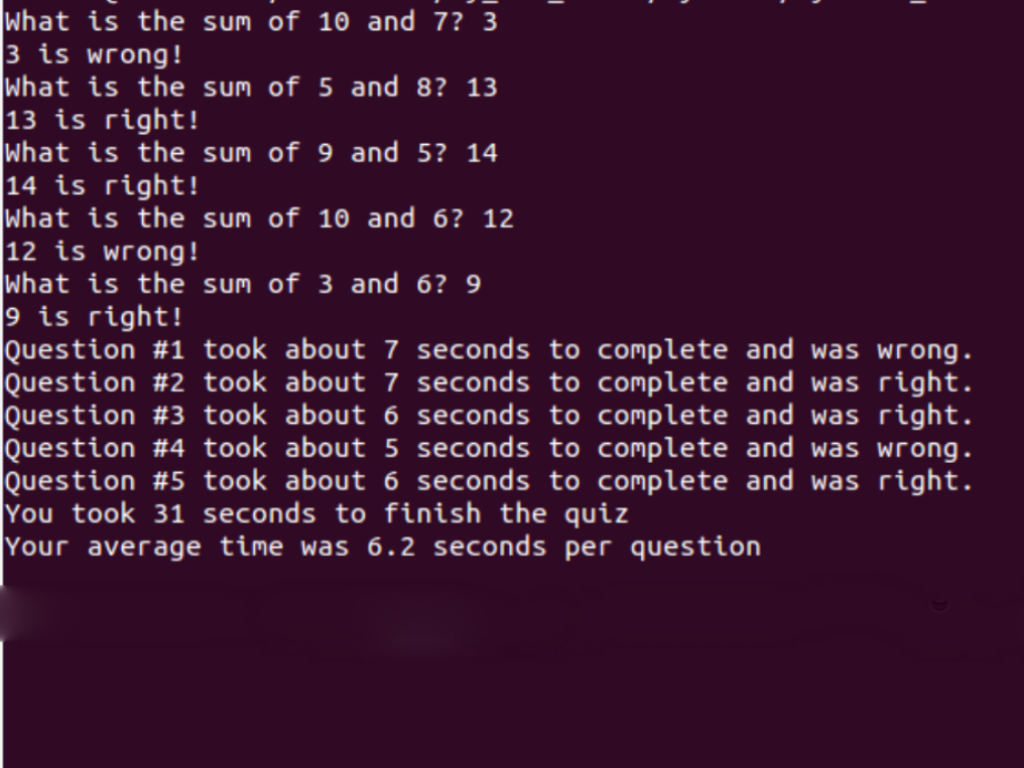 What is the sum of 10 and 7? 3
3 is wrong!
What is the sum of 5 and 8? 13
13 is right!
What is the sum of 9 and 5? 14
14 is right!
What is the sum of 10 and 6? 12
12 is wrong!
What is the sum of 3 and 6? 9
9 is right!
Question #1 took about 7 seconds to complete and was wrong.
Question #2 took about 7 seconds to complete and was right.
Question #3 took about 6 seconds to complete and was right.
Question #4 took about 5 seconds to complete and was wrong.
Question #5 took about 6 seconds to complete and was right.
You took 31 seconds to finish the quiz
Your average time was 6.2 seconds per question